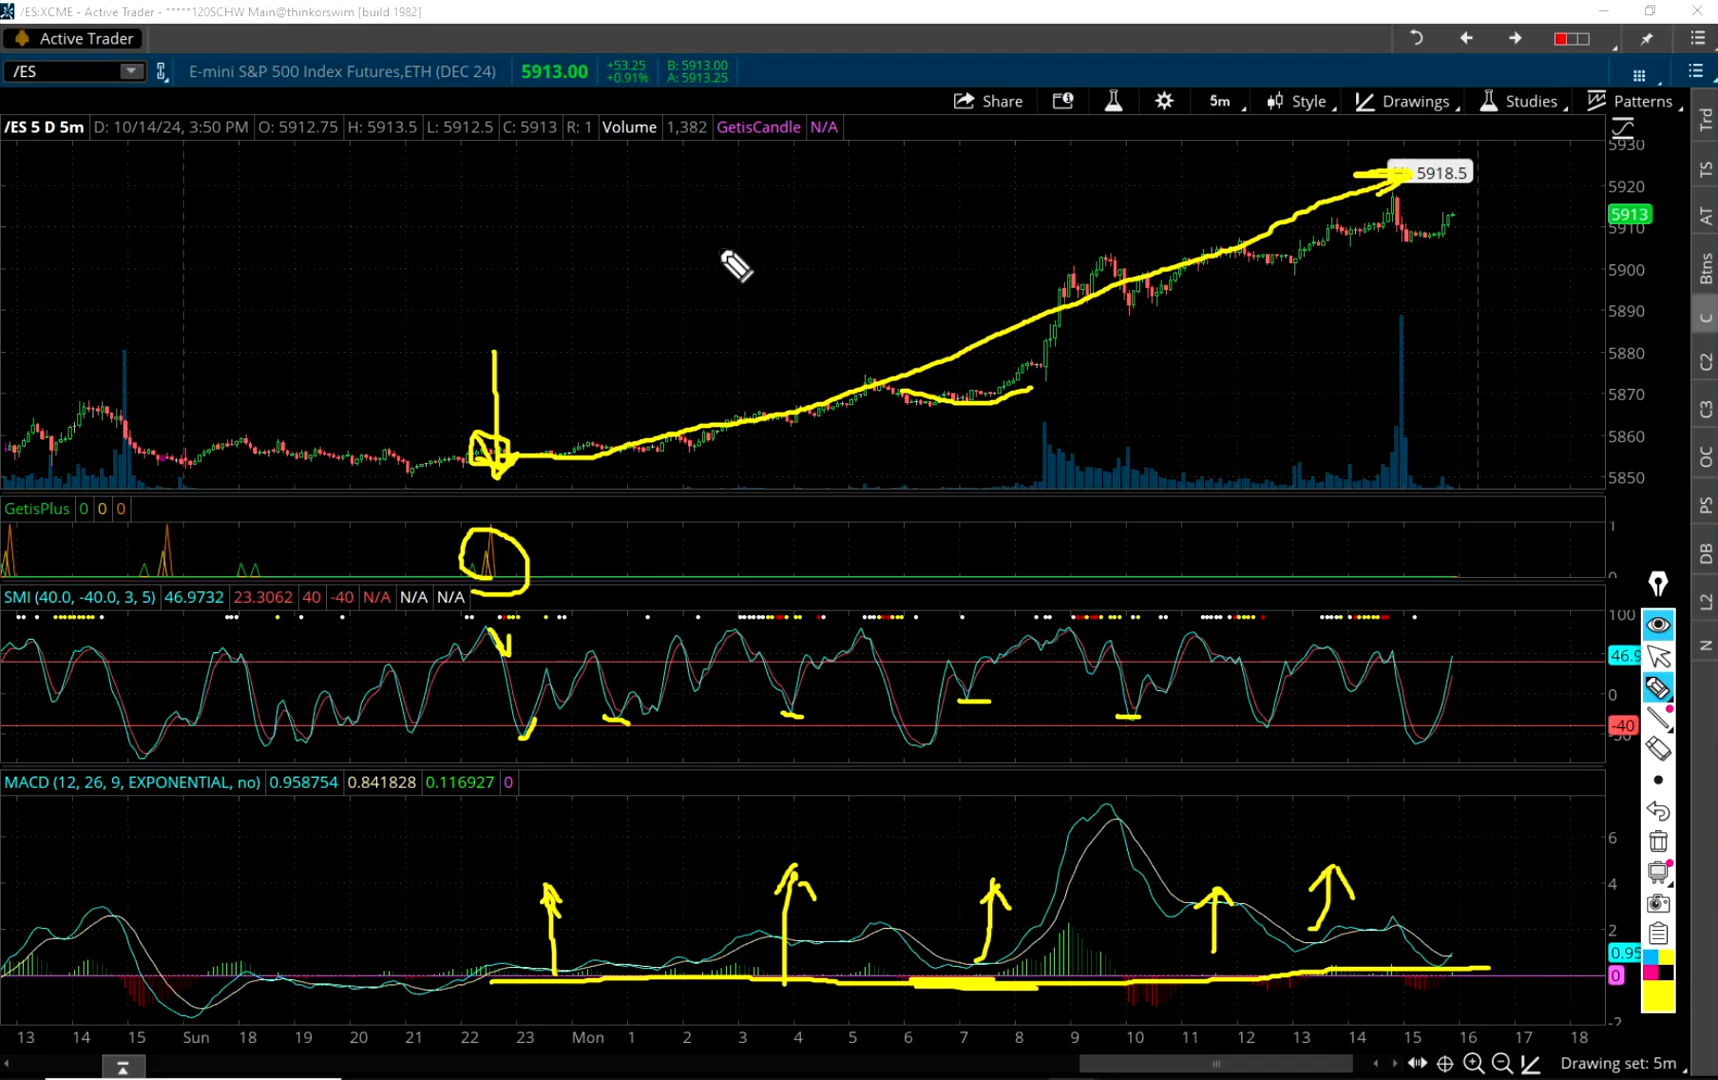 /ES:XCME - Active Trader - *****120SCHW Main@thinkorswim [build 1982]
Active Trader
/ES E-mini S&P 500 Index Futures,ETH (DEC 24) 5913.00 +53.25 +0.91% B: 5913.00 A: 5913.25
Share 5m Style Drawings Studies Patterns
/ES 5 D 5m D: 10/14/24, 3:50 PM O: 5912.75 H: 5913.5 L: 5912.5 C: 5913 R: 1 Volume 1,382 GetisCandle N/A
5930
5918.5
5920
5913
5910
5900
5890
5880
5870
5860
5850
GetisPlus 0 0 0
1
0
SMI (40.0, -40.0, 3, 5) 46.9732 23.3062 40 -40 N/A N/A N/A
100
46.9
0
-40
MACD (12, 26, 9, EXPONENTIAL, no) 0.958754 0.841828 0.116927 0
6
4
2
0.95
0
-2
13 14 15 Sun 18 19 20 21 22 23 Mon 1 2 3 4 5 6 7 8 9 10 11 12 13 14 15 16 17 18
Drawing set: 5m
Trd
TS
AT
Btns
C
C2
C3
OC
PS
DB
L2
N